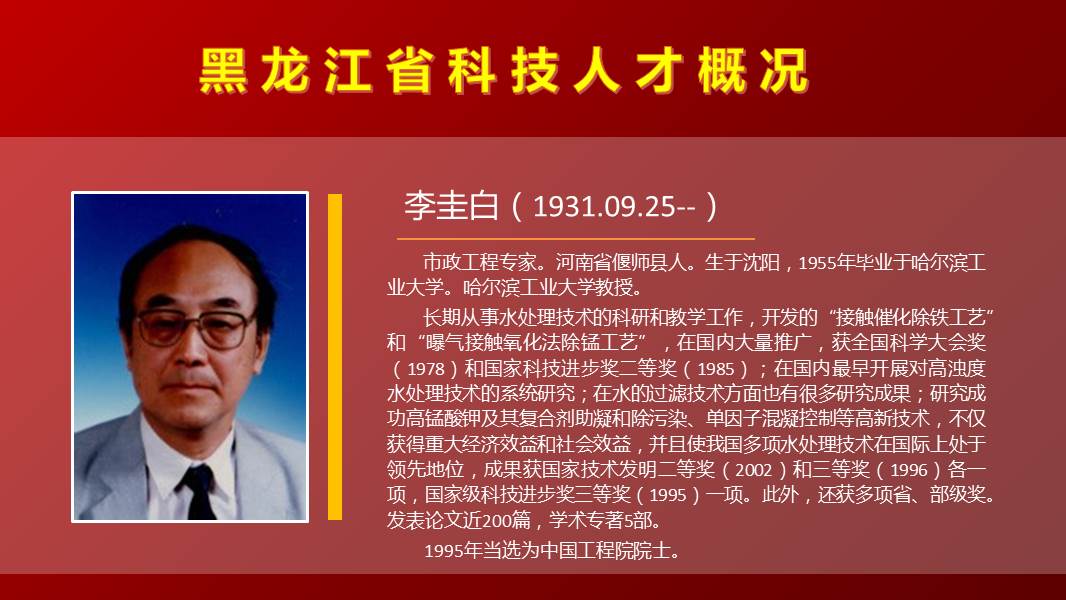 黑龙江省科技人才概况
李圭白（1931.09.25--）
市政工程专家。河南省偃师县人。生于沈阳，1955年毕业于哈尔滨工
业大学。哈尔滨工业大学教授。
长期从事水处理技术的科研和教学工作，开发的“接触催化除铁工艺”
和“曝气接触氧化法除锰工艺”，在国内大量推广，获全国科学大会奖
（1978）和国家科技进步奖二等奖（1985）；在国内最早开展对高浊度
水处理技术的系统研究；在水的过滤技术方面也有很多研究成果；研究成
功高锰酸钾及其复合剂助凝和除污染、单因子混凝控制等高新技术，不仅
获得重大经济效益和社会效益，并且使我国多项水处理技术在国际上处于
领先地位，成果获国家技术发明二等奖（2002）和三等奖（1996）各一
项，国家级科技进步奖三等奖（1995）一项。此外，还获多项省、部级奖。
发表论文近200篇，学术专著5部。
1995年当选为中国工程院院士。